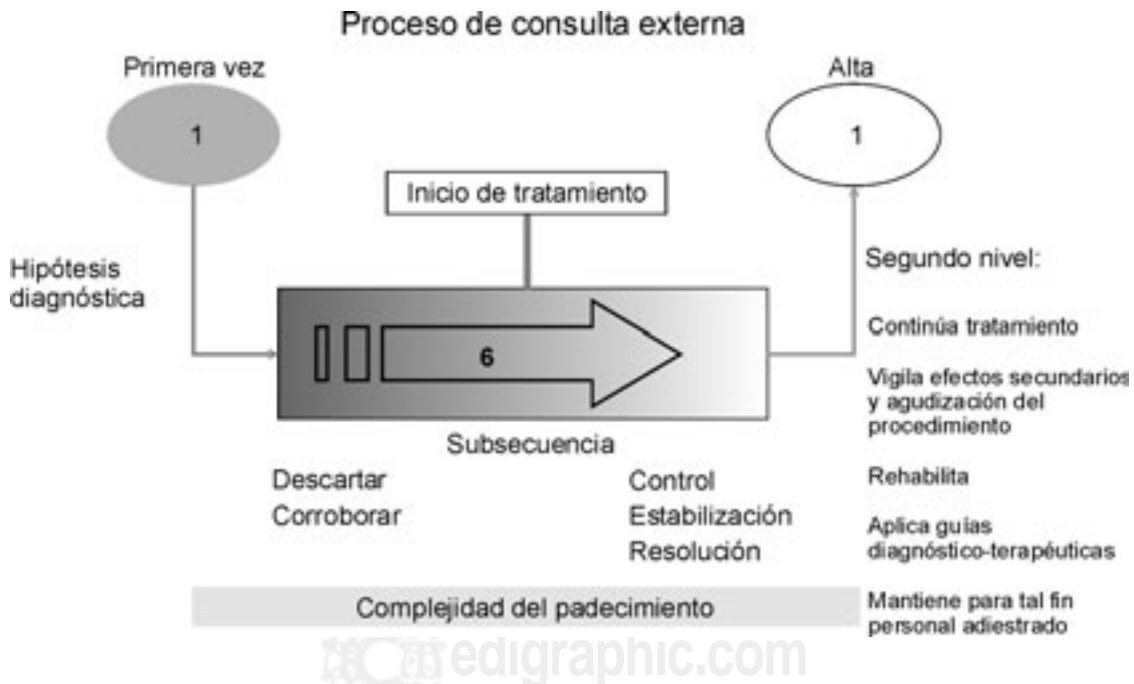 Proceso de consulta externa
Primera vez
1
Alta
1
Inicio de tratamiento
Hipótesis
diagnóstica
6
Subsecuencia
Descartar
Corroborar
Control
Estabilización
Resolución
Segundo nivel:
Continúa tratamiento
Vigila efectos secundarios
y agudización del
procedimiento
Rehabilita
Aplica guías
diagnóstico-terapéuticas
Mantiene para tal fin
personal adiestrado
Complejidad del padecimiento
edigraphic.com